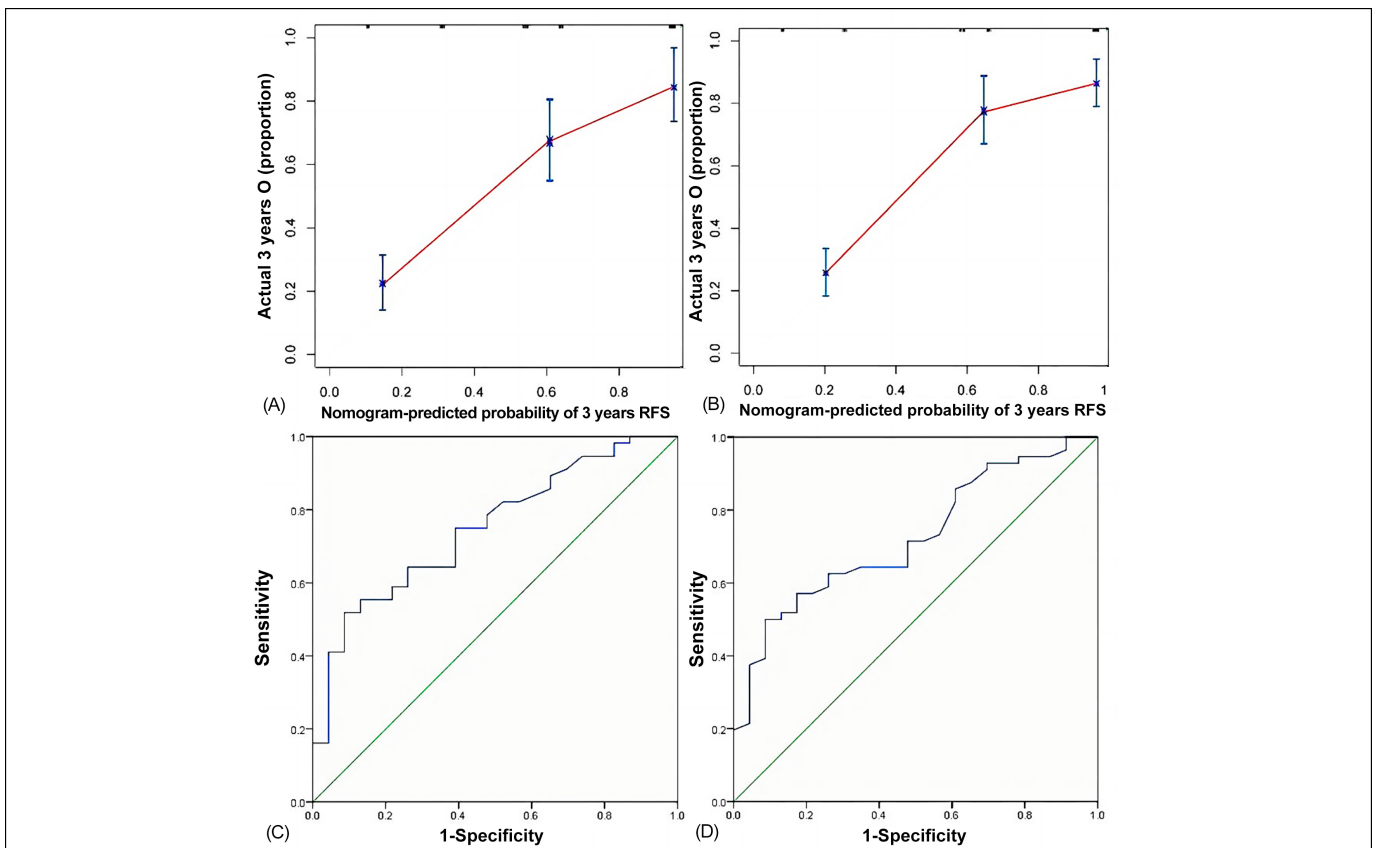 Actual 3 years O (proportion)
1.0
0.8
0.6
0.4
0.2
0.0
0.0 0.2 0.4 0.6 0.8
(A)
Nomogram-predicted probability of 3 years RFS
Actual 3 years O (proportion)
1.0
0.8
0.6
0.4
0.2
0.0
0.0 0.2 0.4 0.6 0.8 1
(B)
Nomogram-predicted probability of 3 years RFS
Sensitivity
1.0
0.8
0.6
0.4
0.2
0.0
0.0 0.2 0.4 0.6 0.8 1.0
(C)
1-Specificity
Sensitivity
1.0
0.8
0.6
0.4
0.2
0.0
0.0 0.2 0.4 0.6 0.8 1.0
(D)
1-Specificity